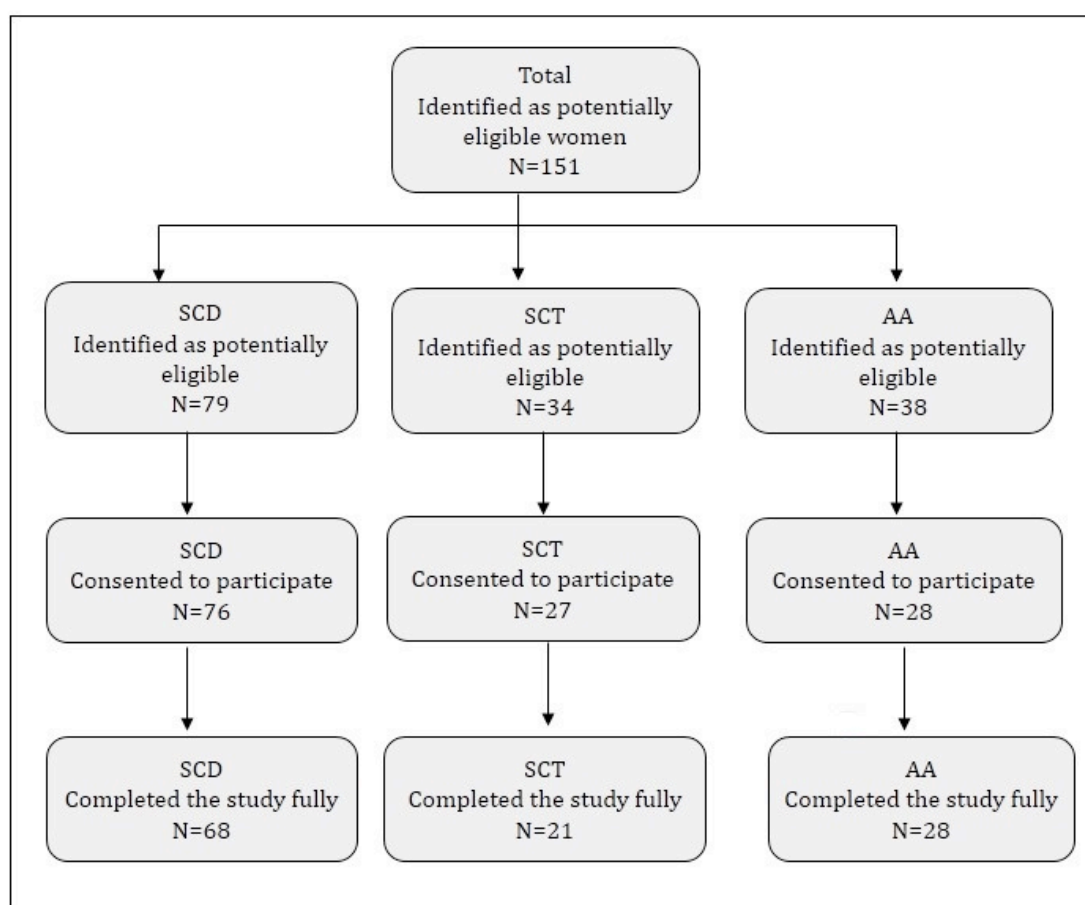 Total
Identified as potentially
eligible women
N=151
SCD
Identified as potentially
eligible
N=79
SCT
Identified as potentially
eligible
N=34
AA
Identified as potentially
eligible
N=38
SCD
Consented to participate
N=76
SCT
Consented to participate
N=27
AA
Consented to participate
N=28
SCD
Completed the study fully
N=68
SCT
Completed the study fully
N=21
AA
Completed the study fully
N=28